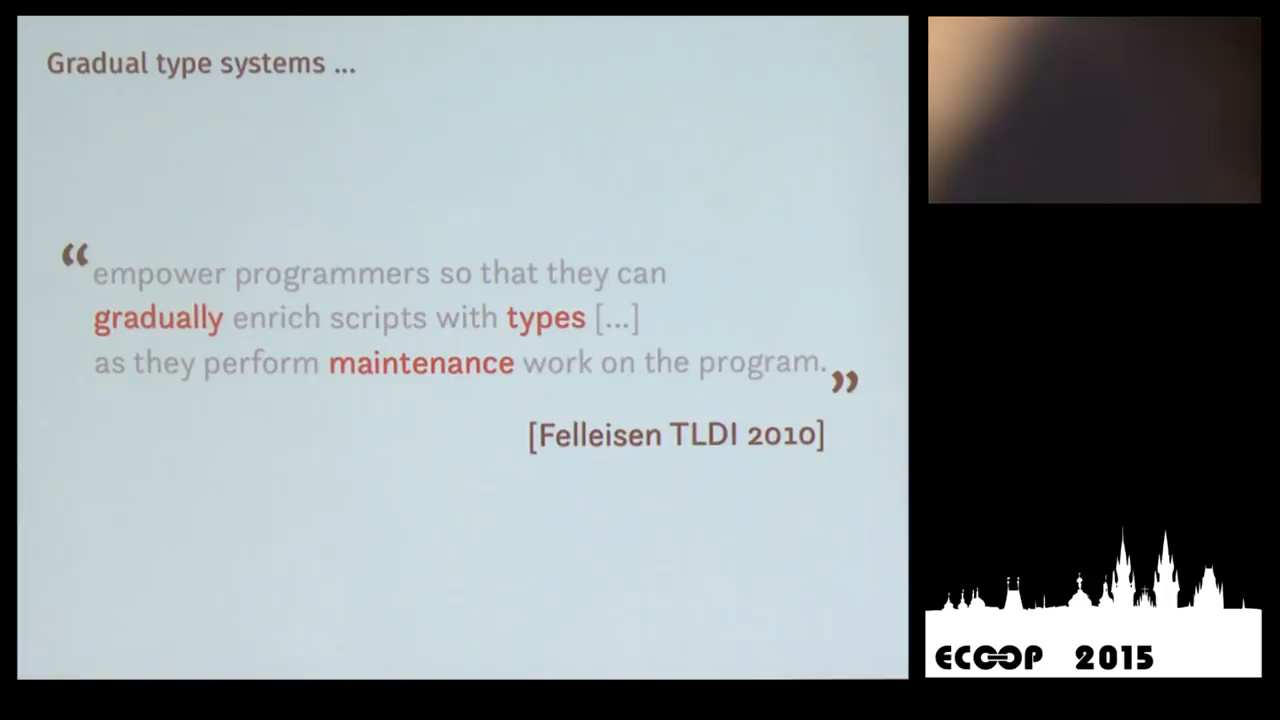 Gradual type systems ...
“empower programmers so that they can
gradually enrich scripts with types [...]
as they perform maintenance work on the program.”
[Felleisen TLDI 2010]
ECOOP 2015